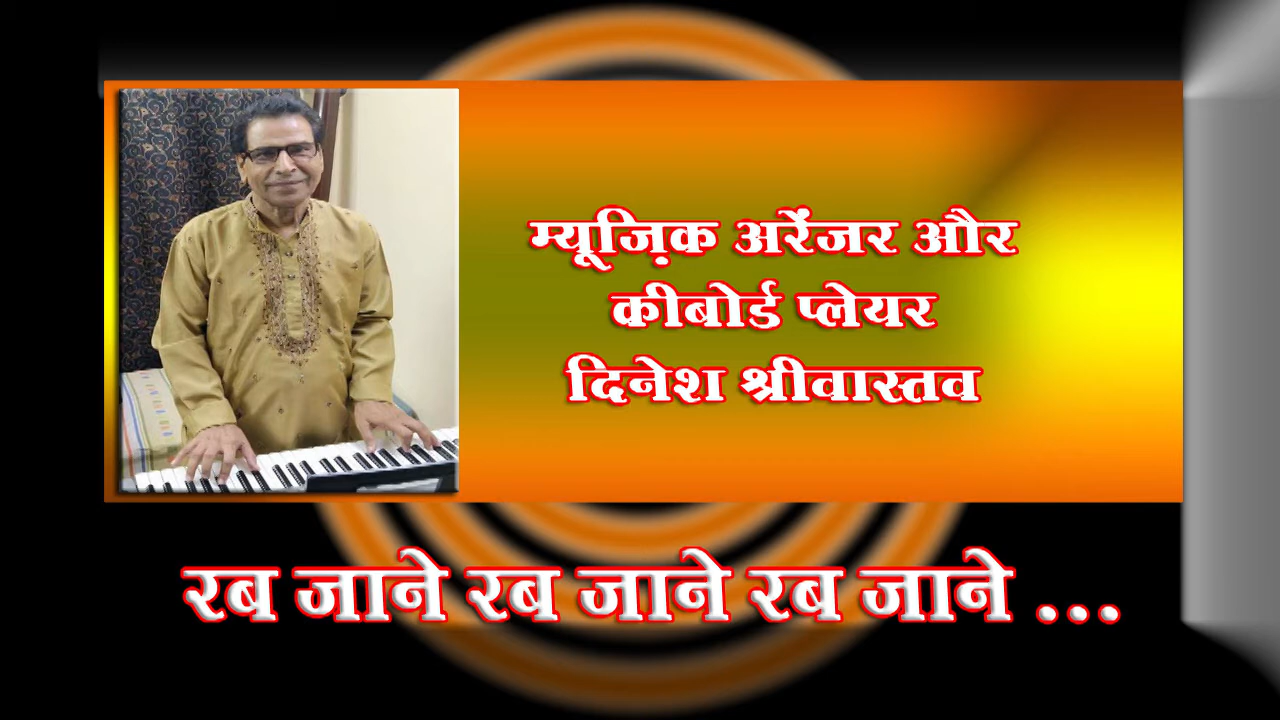 म्यूज़िक अरेंजर और
कीबोर्ड प्लेयर
दिनेश श्रीवास्तव
रब जाने रब जाने रब जाने ...